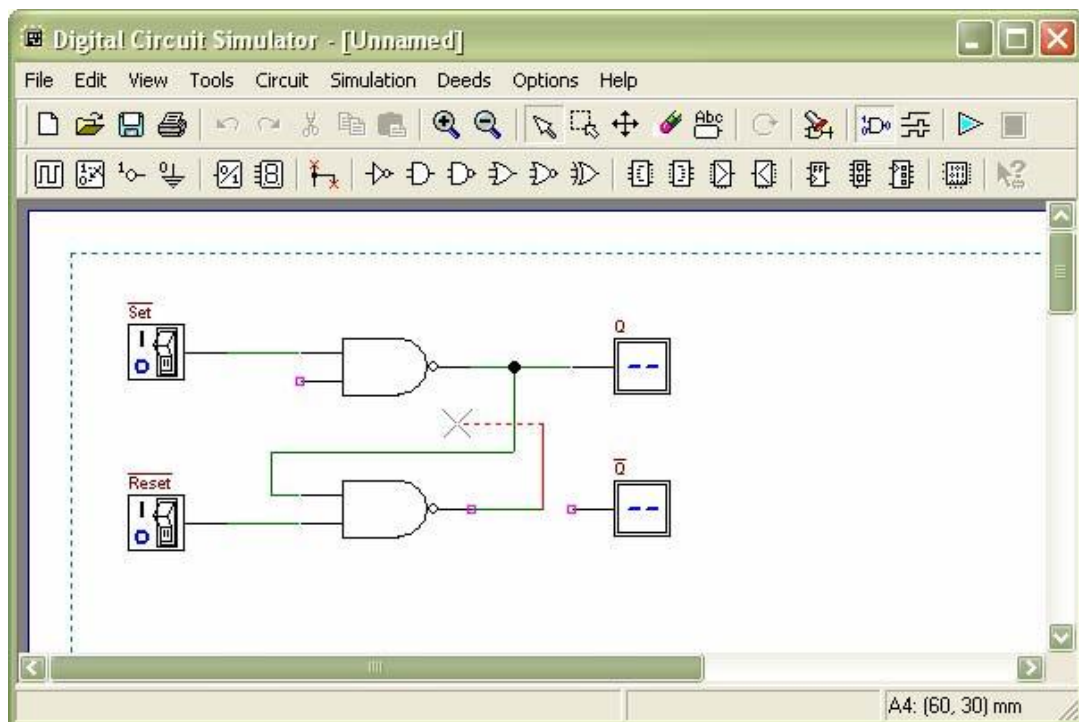 Digital Circuit Simulator - [Unnamed]
File Edit View Tools Circuit Simulation Deeds Options Help
Abc
Set
Q
Reset
Q
A4: (60, 30) mm